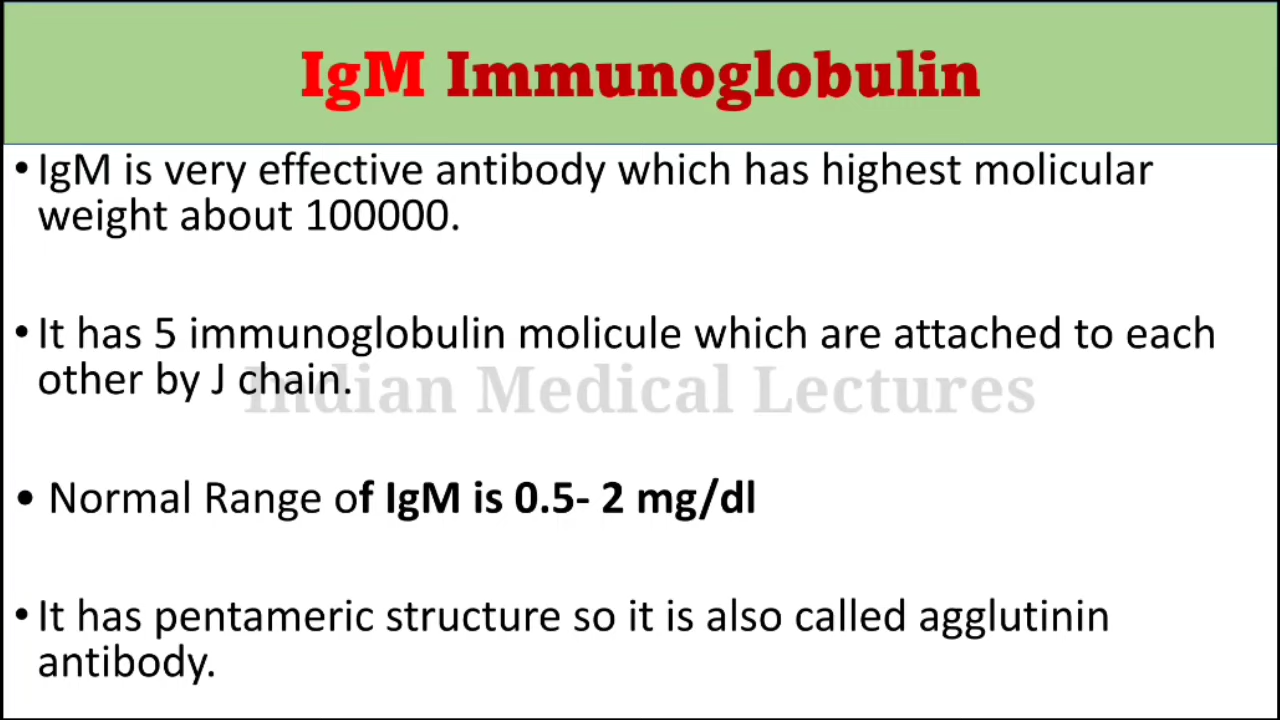 IgM Immunoglobulin
• IgM is very effective antibody which has highest molicular
weight about 100000.
• It has 5 immunoglobulin molicule which are attached to each
other by J chain.
Indian Medical Lectures
• Normal Range of IgM is 0.5- 2 mg/dl
• It has pentameric structure so it is also called agglutinin
antibody.